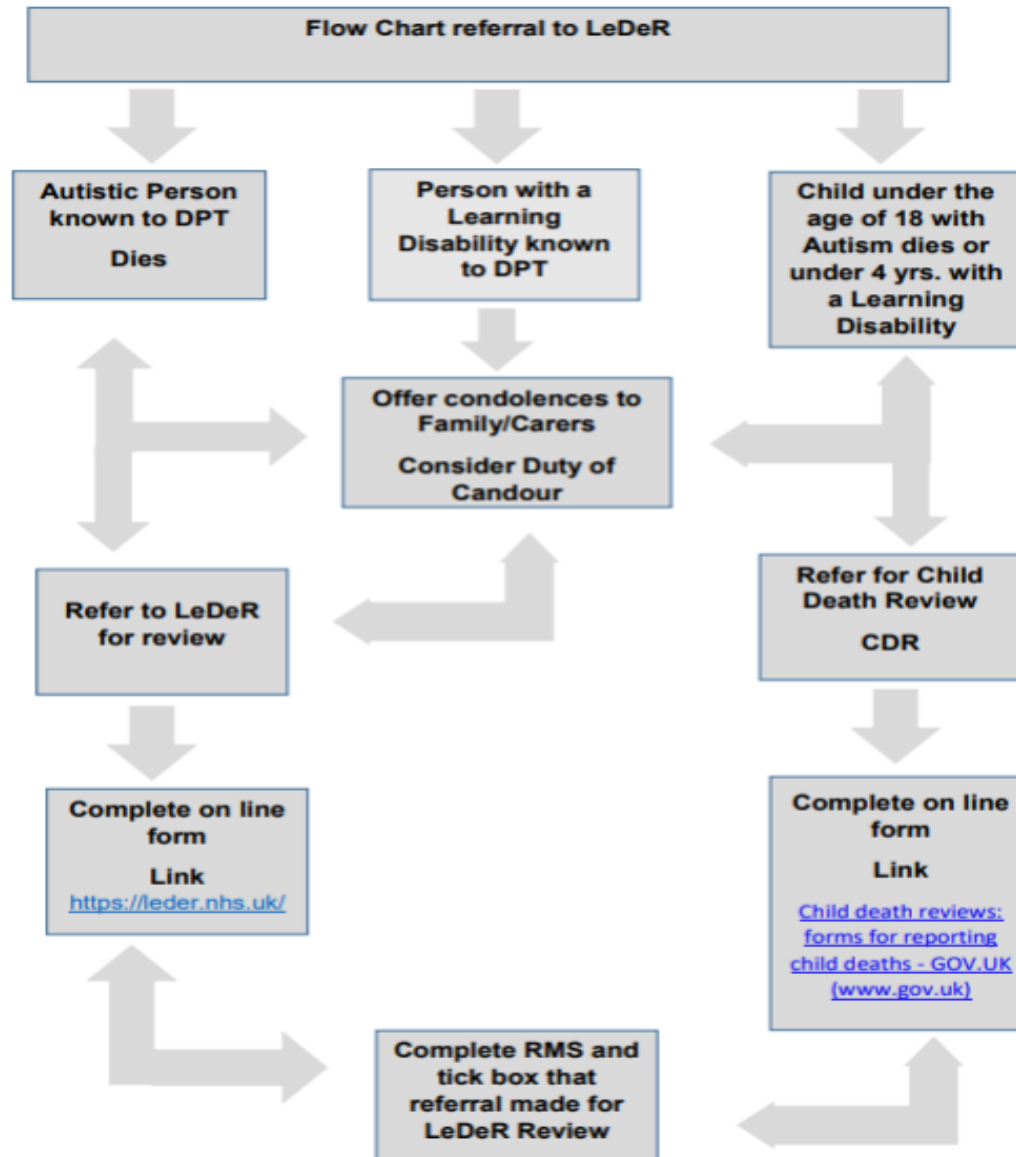 Flow Chart referral to LeDeR
Autistic Person
known to DPT
Dies
Person with a
Learning
Disability known
to DPT
Child under the
age of 18 with
Autism dies or
under 4 yrs. with
a Learning
Disability
Offer condolences to
Family/Carers
Consider Duty of
Candour
Refer to LeDeR
for review
Refer for Child
Death Review
CDR
Complete on line
form
Link
https://leder.nhs.uk/
Complete on line
form
Link
Child death reviews:
forms for reporting
child deaths - GOV.UK
(www.gov.uk)
Complete RMS and
tick box that
referral made for
LeDeR Review